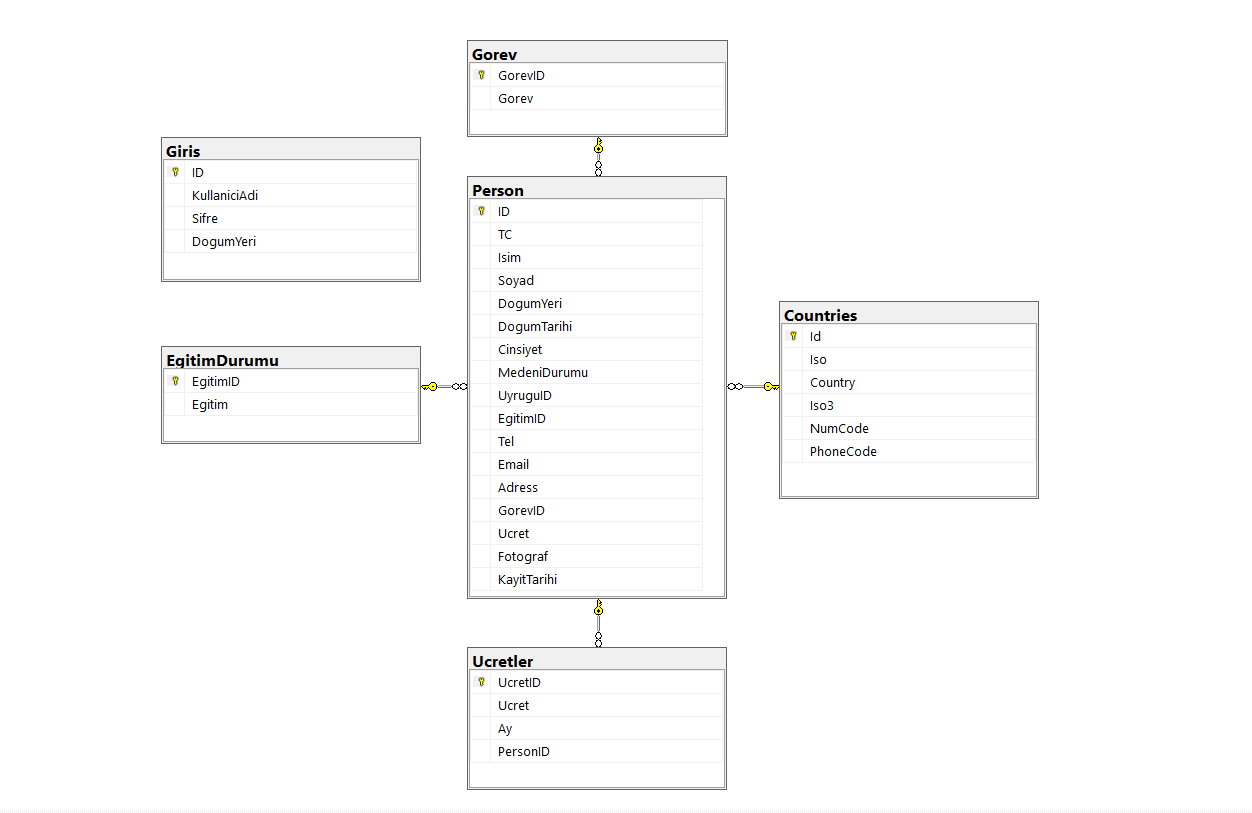 Gorev
GorevID
Gorev
Giris
ID
KullaniciAdi
Sifre
DogumYeri
Person
ID
TC
Isim
Soyad
DogumYeri
DogumTarihi
Cinsiyet
MedeniDurumu
UyruguID
EgitimID
Tel
Email
Adress
GorevID
Ucret
Fotograf
KayitTarihi
Countries
Id
Iso
Country
Iso3
NumCode
PhoneCode
EgitimDurumu
EgitimID
Egitim
Ucretler
UcretID
Ucret
Ay
PersonID